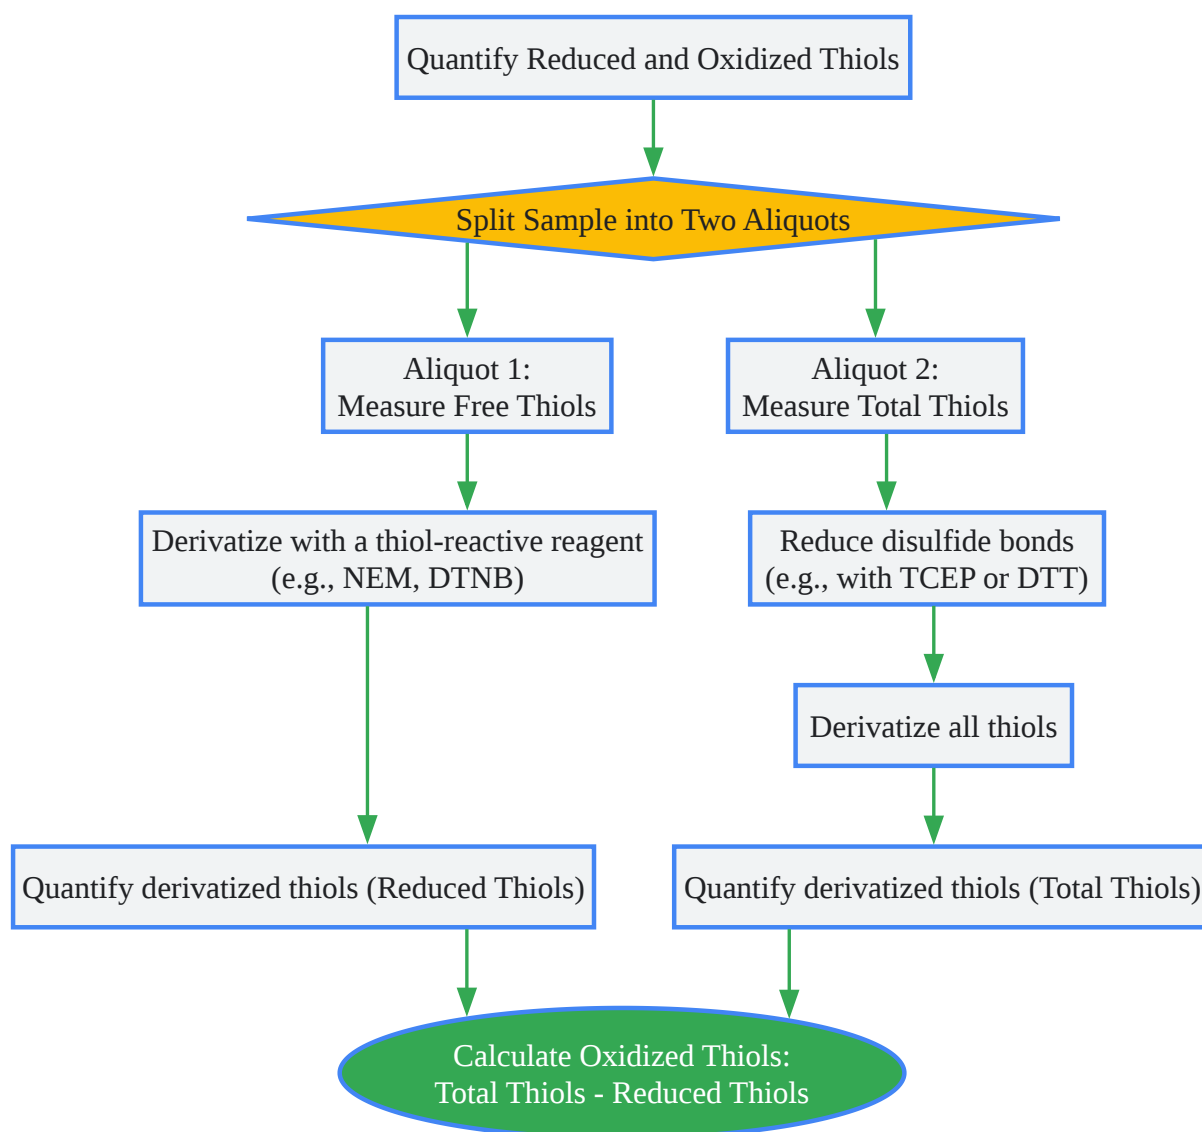 Quantify Reduced and Oxidized Thiols
Split Sample into Two Aliquots
Aliquot 1:
Measure Free Thiols
Aliquot 2:
Measure Total Thiols
Derivatize with a thiol-reactive reagent
(e.g., NEM, DTNB)
Reduce disulfide bonds
(e.g., with TCEP or DTT)
Derivatize all thiols
Quantify derivatized thiols (Reduced Thiols)
Quantify derivatized thiols (Total Thiols)
Calculate Oxidized Thiols:
Total Thiols - Reduced Thiols